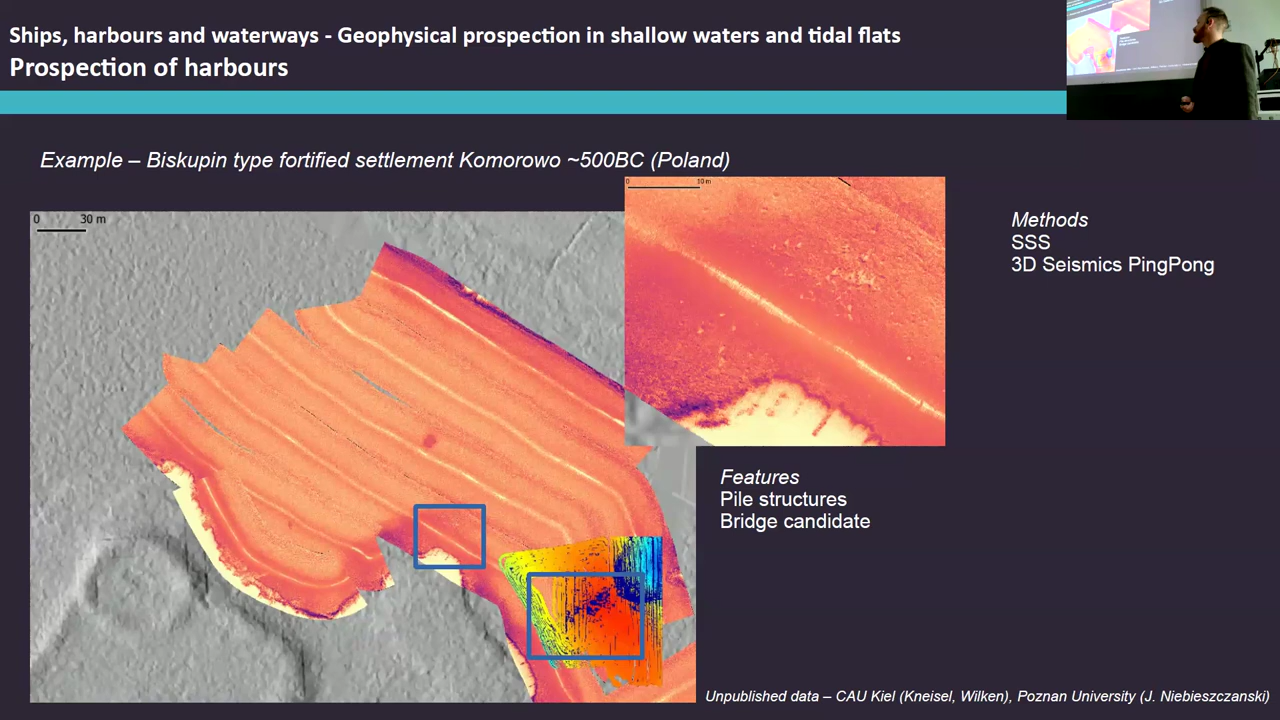 Ships, harbours and waterways - Geophysical prospection in shallow waters and tidal flats
Prospection of harbours
Example – Biskupin type fortified settlement Komorowo ~500BC (Poland)
0 10 m
0 30 m
Methods
SSS
3D Seismics PingPong
Features
Pile structures
Bridge candidate
Unpublished data – CAU Kiel (Kneisel, Wilken), Poznan University (J. Niebieszczanski)